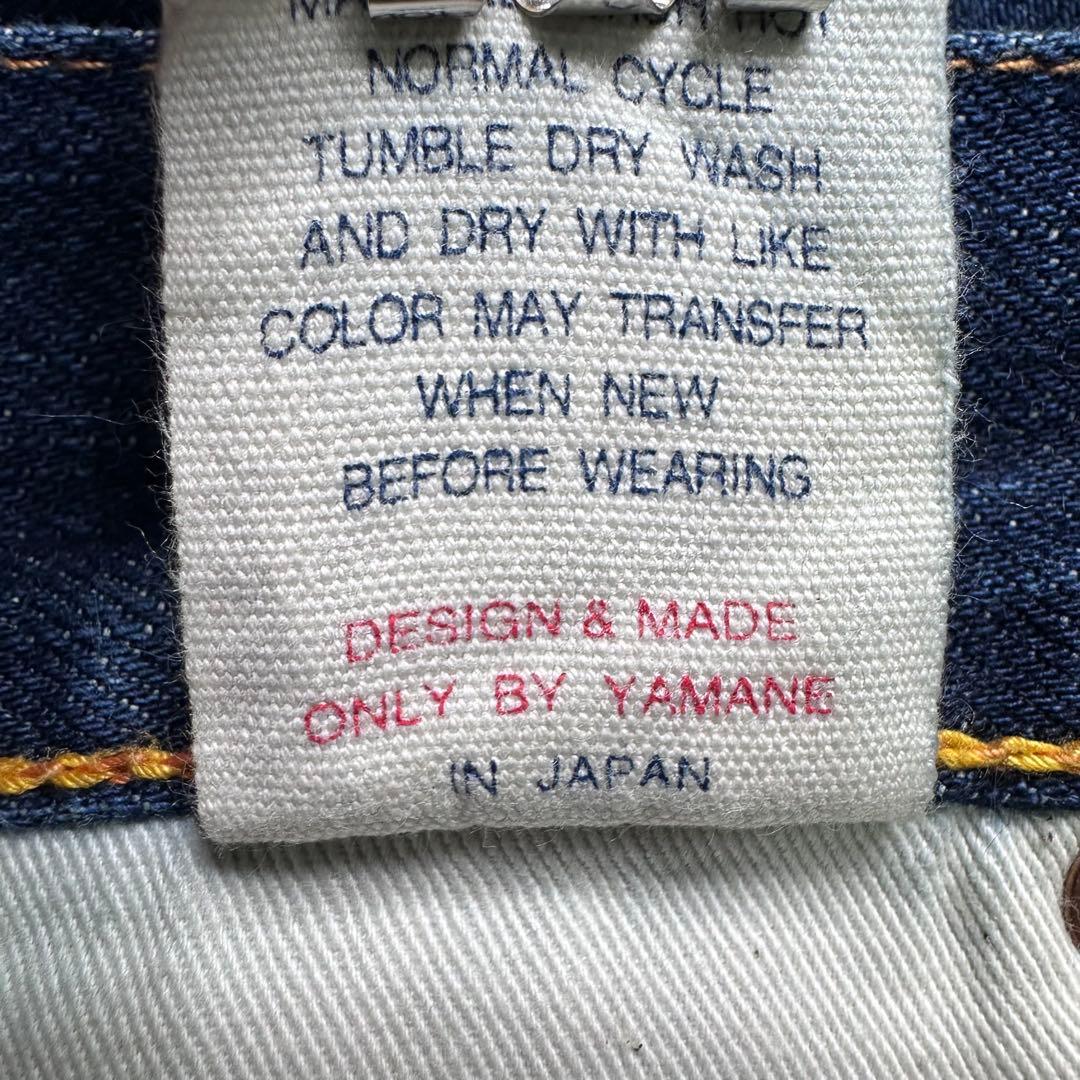 NORMAL CYCLE
TUMBLE DRY WASH
AND DRY WITH LIKE
COLOR MAY TRANSFER
WHEN NEW
BEFORE WEARING
DESIGN & MADE
ONLY BY YAMANE
IN JAPAN